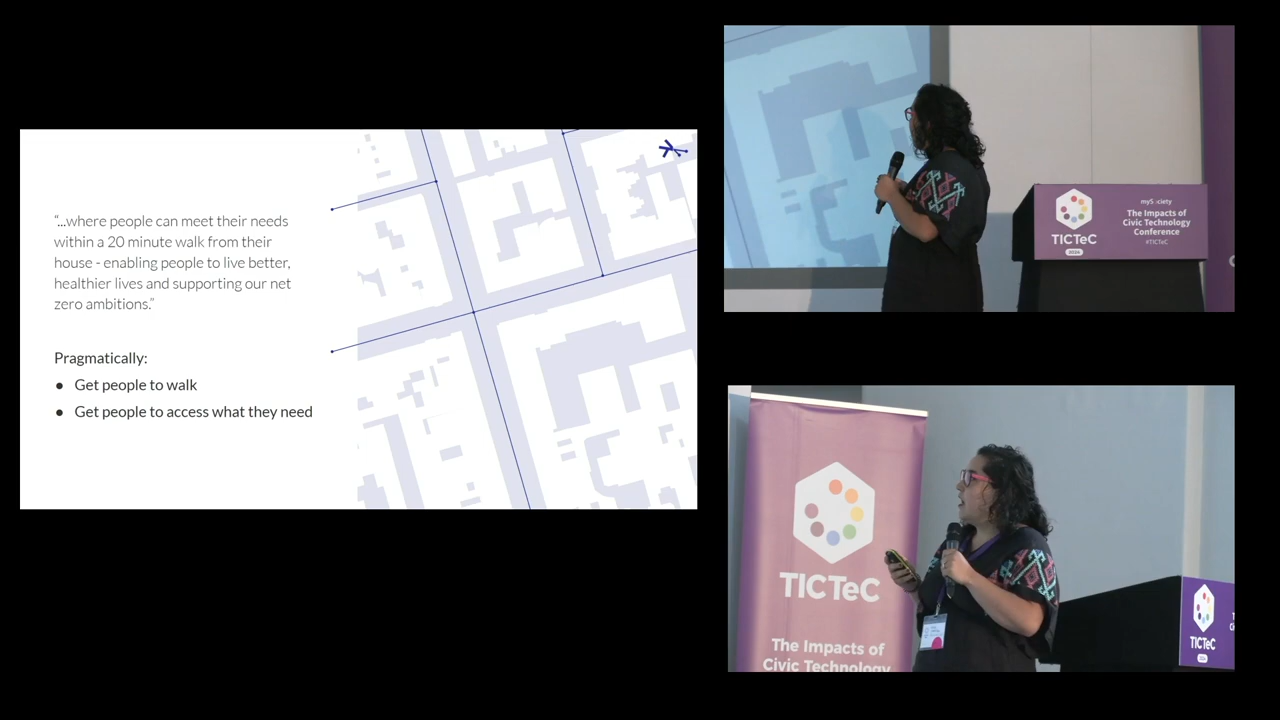 “...where people can meet their needs
within a 20 minute walk from their
house - enabling people to live better,
healthier lives and supporting our net
zero ambitions.”
Pragmatically:
● Get people to walk
● Get people to access what they need
TICTeC
2024
The Impacts of
Civic Technology
Conference
#TICTeC
TICTeC
The Impacts of
Civic Technology
TICTeC